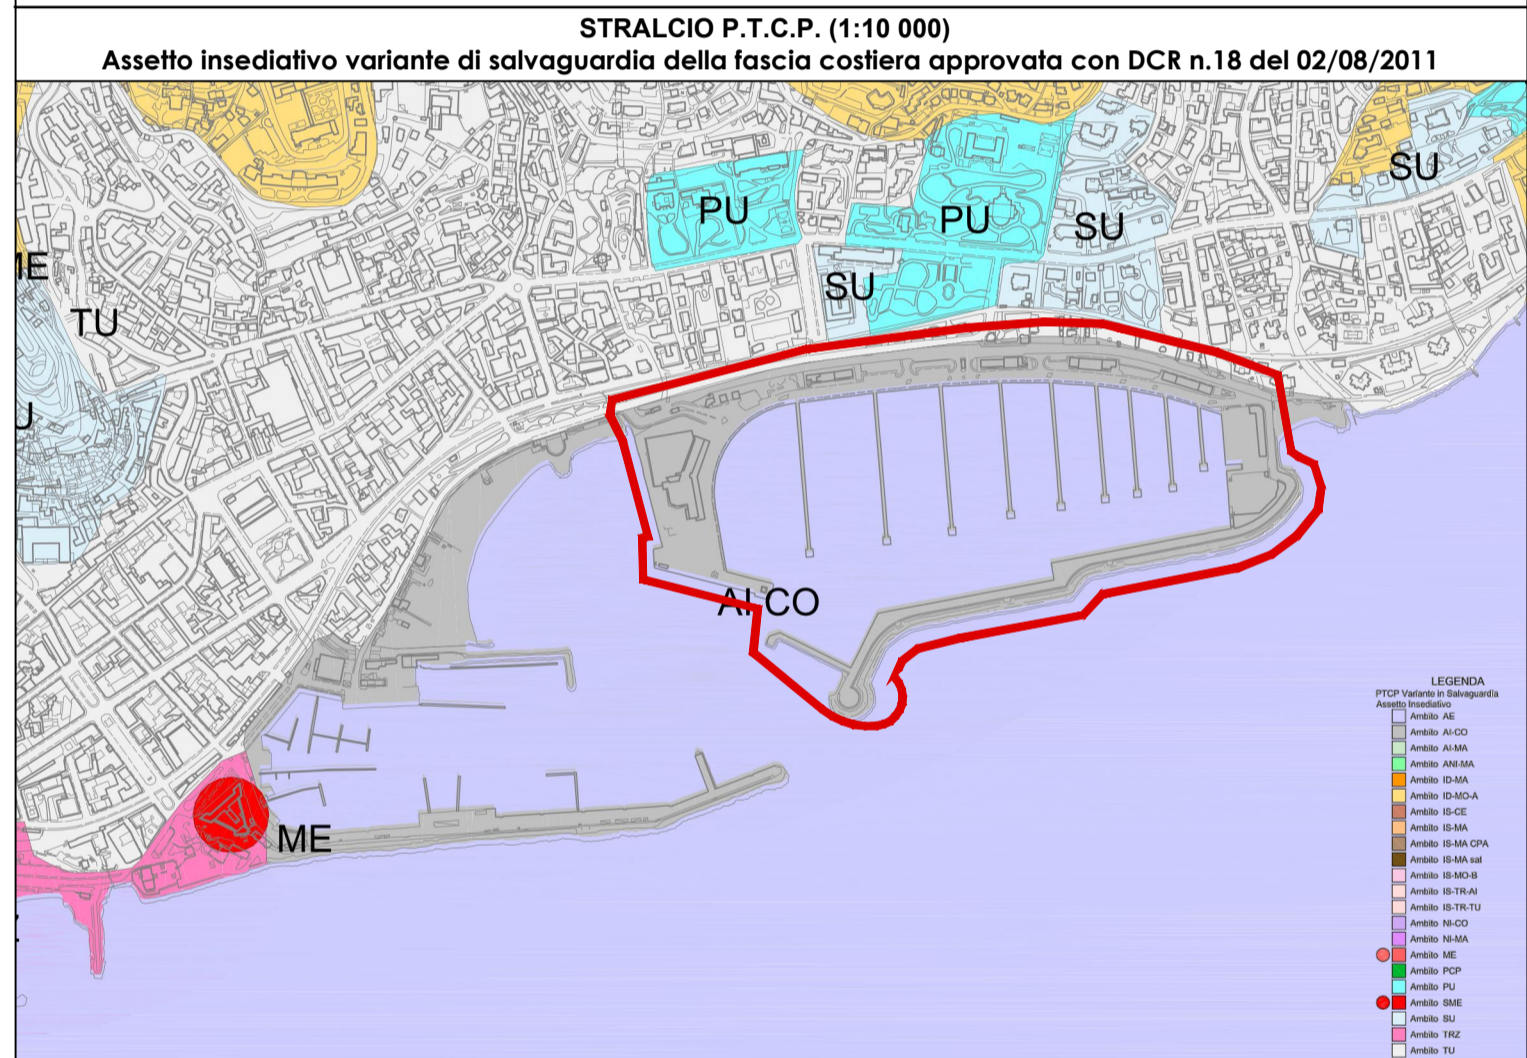 STRALCIO P.T.C.P. (1:10 000)
Assetto insediativo variante di salvaguardia della fascia costiera approvata con DCR n.18 del 02/08/2011
PU
PU
SU
SU
SU
ME
TU
U
AI-CO
ME
LEGENDA
PTCP Variante in Salvaguardia
Assetto Insediativo
Ambito AE
Ambito AI-CO
Ambito AI-MA
Ambito ANI-MA
Ambito ID-MA
Ambito ID-MO-A
Ambito IS-CE
Ambito IS-MA
Ambito IS-MA CPA
Ambito IS-MA sat
Ambito IS-MO-B
Ambito IS-TR-AI
Ambito IS-TR-TU
Ambito NI-CO
Ambito NI-MA
Ambito ME
Ambito PCP
Ambito PU
Ambito SME
Ambito SU
Ambito TRZ
Ambito TU